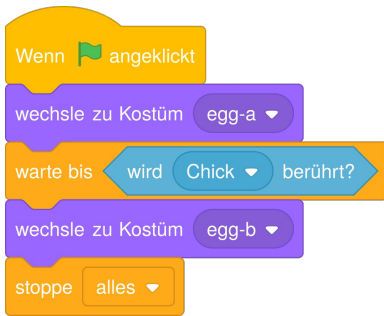 Wenn angeklickt
wechsle zu Kostüm egg-a
warte bis wird Chick berührt?
wechsle zu Kostüm egg-b
stoppe alles